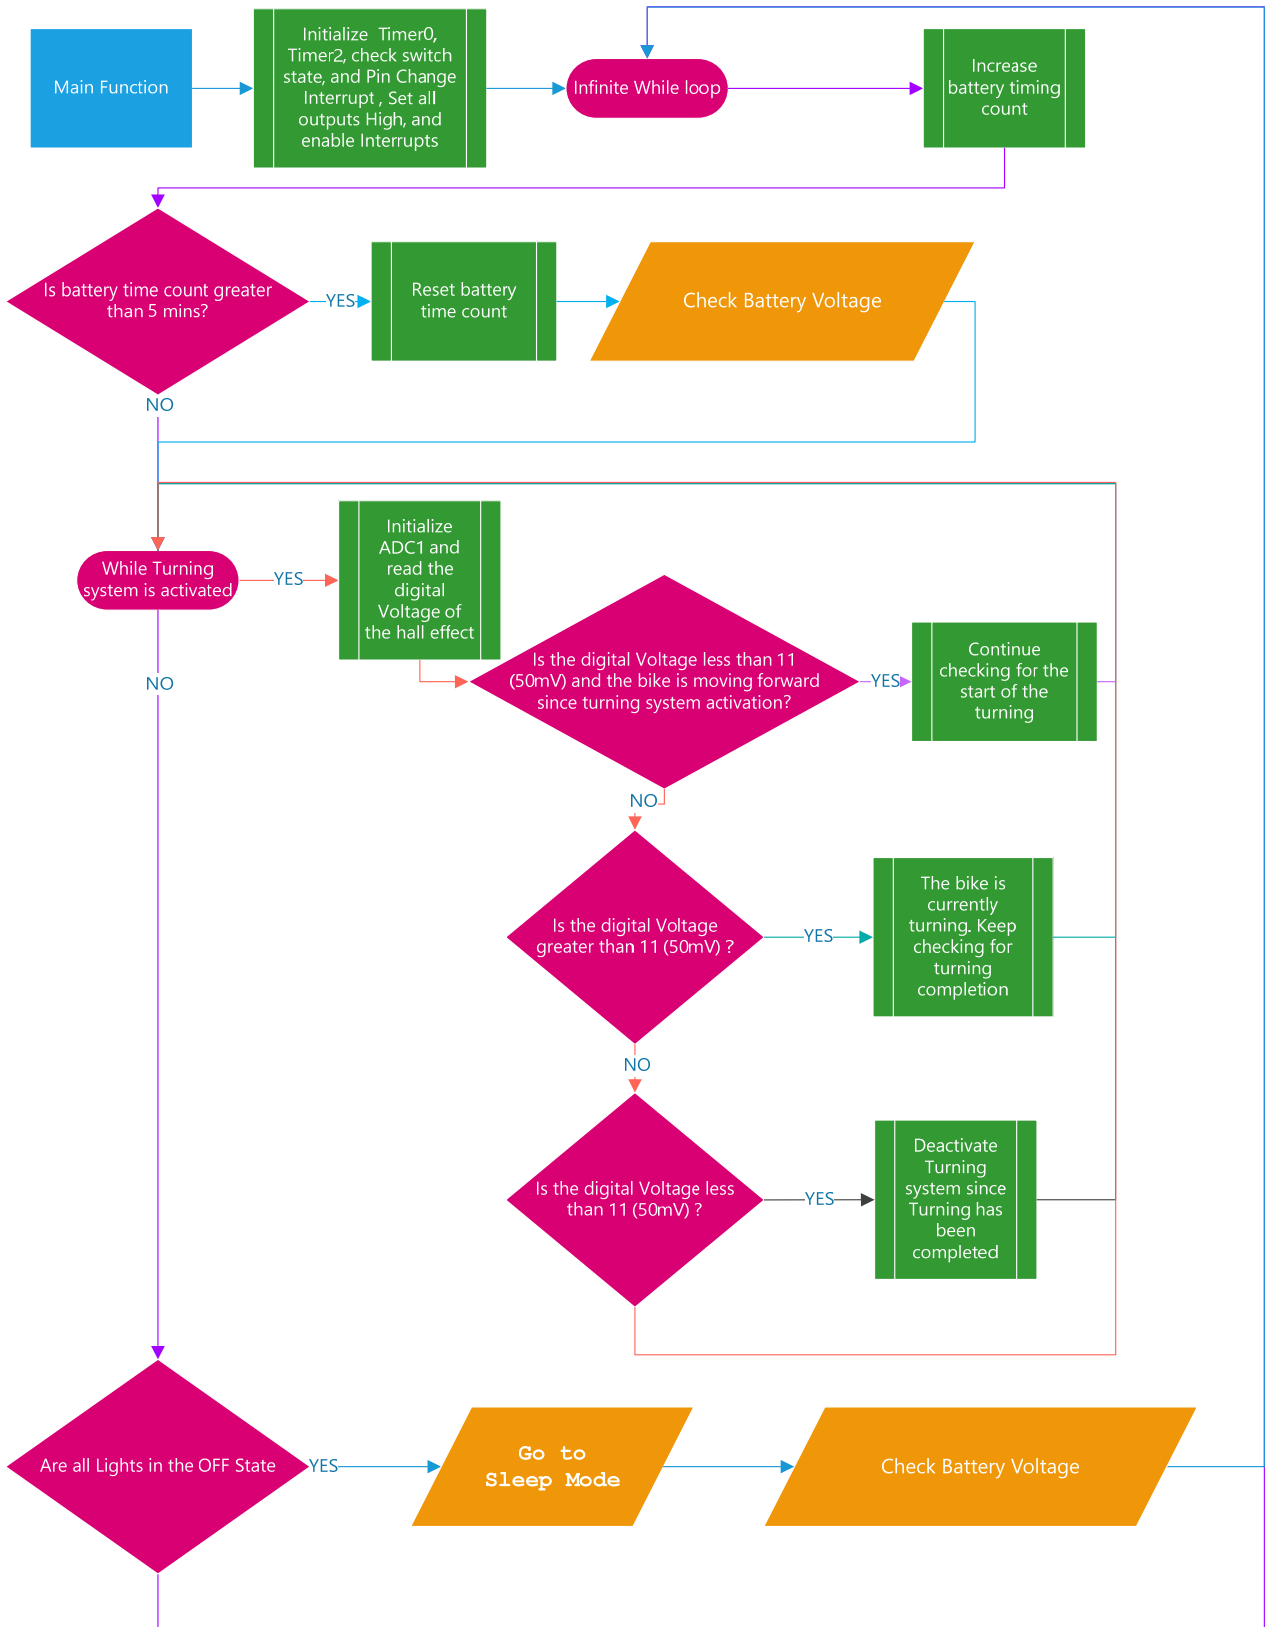 Main Function
Initialize  Timer0,
Timer2, check switch
state, and Pin Change
Interrupt , Set all
outputs High, and
enable Interrupts
Infinite While loop
Increase
battery timing
count
Is battery time count greater
than 5 mins?
YES
Reset battery
time count
Check Battery Voltage
NO
While Turning
system is activated
YES
Initialize
ADC1 and
read the
digital
Voltage of
the hall effect
Is the digital Voltage less than 11
(50mV) and the bike is moving forward
since turning system activation?
YES
Continue
checking for the
start of the
turning
NO
NO
Is the digital Voltage
greater than 11 (50mV) ?
YES
The bike is
currently
turning. Keep
checking for
turning
completion
NO
Is the digital Voltage less
than 11 (50mV) ?
YES
Deactivate
Turning
system since
Turning has
been
completed
Are all Lights in the OFF State
YES
Go to
Sleep Mode
Check Battery Voltage